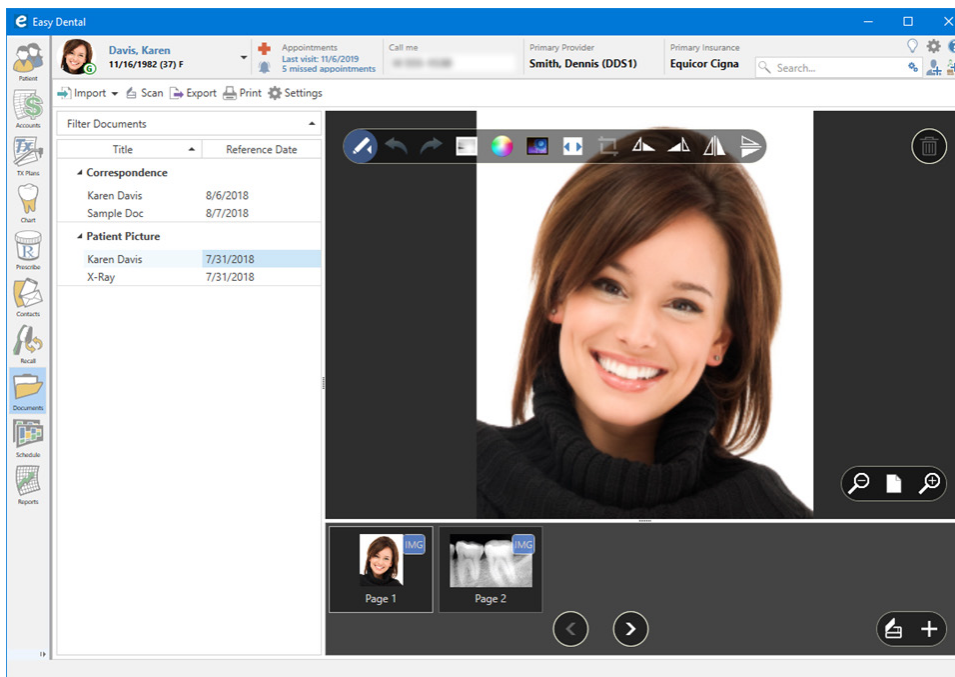 e Easy Dental
Patient
Accounts
TX Plans
Chart
Prescribe
Contacts
Recall
Documents
Schedule
Reports
Davis, Karen
11/16/1982 (37) F
G
Appointments
Last visit: 11/6/2019
5 missed appointments
Call me
Primary Provider
Smith, Dennis (DDS1)
Primary Insurance
Equicor Cigna
Search...
Import
Scan
Export
Print
Settings
Filter Documents
Title Reference Date
Correspondence
Karen Davis 8/6/2018
Sample Doc 8/7/2018
Patient Picture
Karen Davis 7/31/2018
X-Ray 7/31/2018
IMG
Page 1
IMG
Page 2